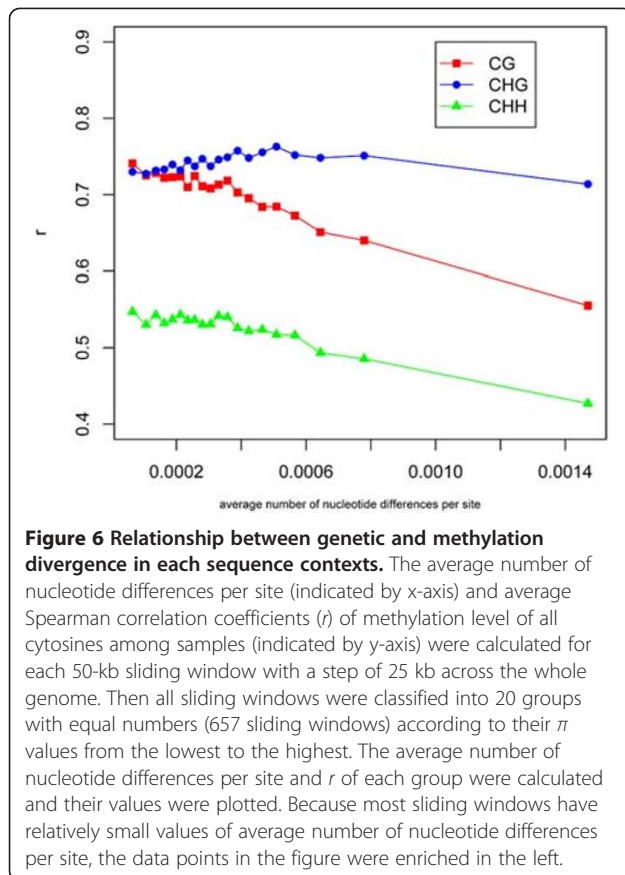 0.9
0.8
0.7
0.6
0.5
0.4
r
CG
CHG
CHH
0.0002 0.0006 0.0010 0.0014
average number of nucleotide differences per site
Figure 6 Relationship between genetic and methylation
divergence in each sequence contexts. The average number of
nucleotide differences per site (indicated by x-axis) and average
Spearman correlation coefficients (r) of methylation level of all
cytosines among samples (indicated by y-axis) were calculated for
each 50-kb sliding window with a step of 25 kb across the whole
genome. Then all sliding windows were classified into 20 groups
with equal numbers (657 sliding windows) according to their π
values from the lowest to the highest. The average number of
nucleotide differences per site and r of each group were calculated
and their values were plotted. Because most sliding windows have
relatively small values of average number of nucleotide differences
per site, the data points in the figure were enriched in the left.